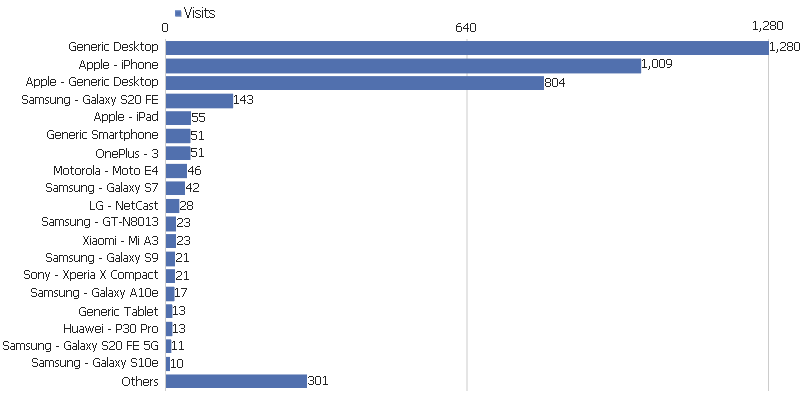 Visits
0 640 1,280
Generic Desktop 1,280
Apple - iPhone 1,009
Apple - Generic Desktop 804
Samsung - Galaxy S20 FE 143
Apple - iPad 55
Generic Smartphone 51
OnePlus - 3 51
Motorola - Moto E4 46
Samsung - Galaxy S7 42
LG - NetCast 28
Samsung - GT-N8013 23
Xiaomi - Mi A3 23
Samsung - Galaxy S9 21
Sony - Xperia X Compact 21
Samsung - Galaxy A10e 17
Generic Tablet 13
Huawei - P30 Pro 13
Samsung - Galaxy S20 FE 5G 11
Samsung - Galaxy S10e 10
Others 301